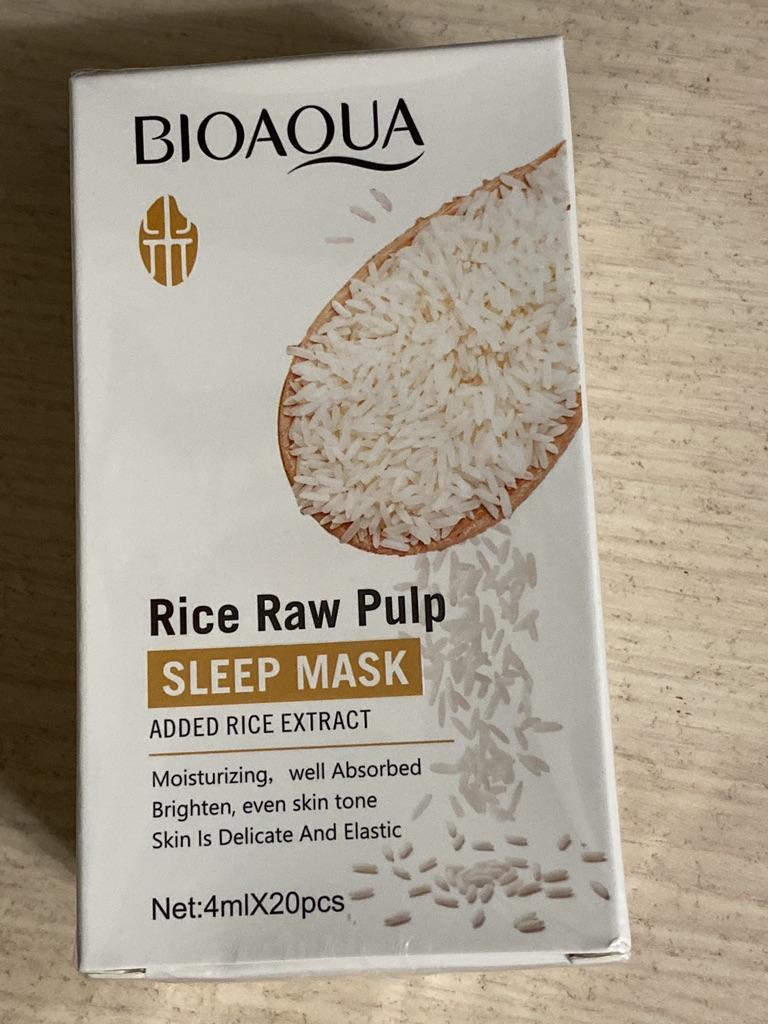 BIOAQUA
Rice Raw Pulp
SLEEP MASK
ADDED RICE EXTRACT
Moisturizing, well Absorbed
Brighten, even skin tone
Skin Is Delicate And Elastic
Net:4mlX20pcs